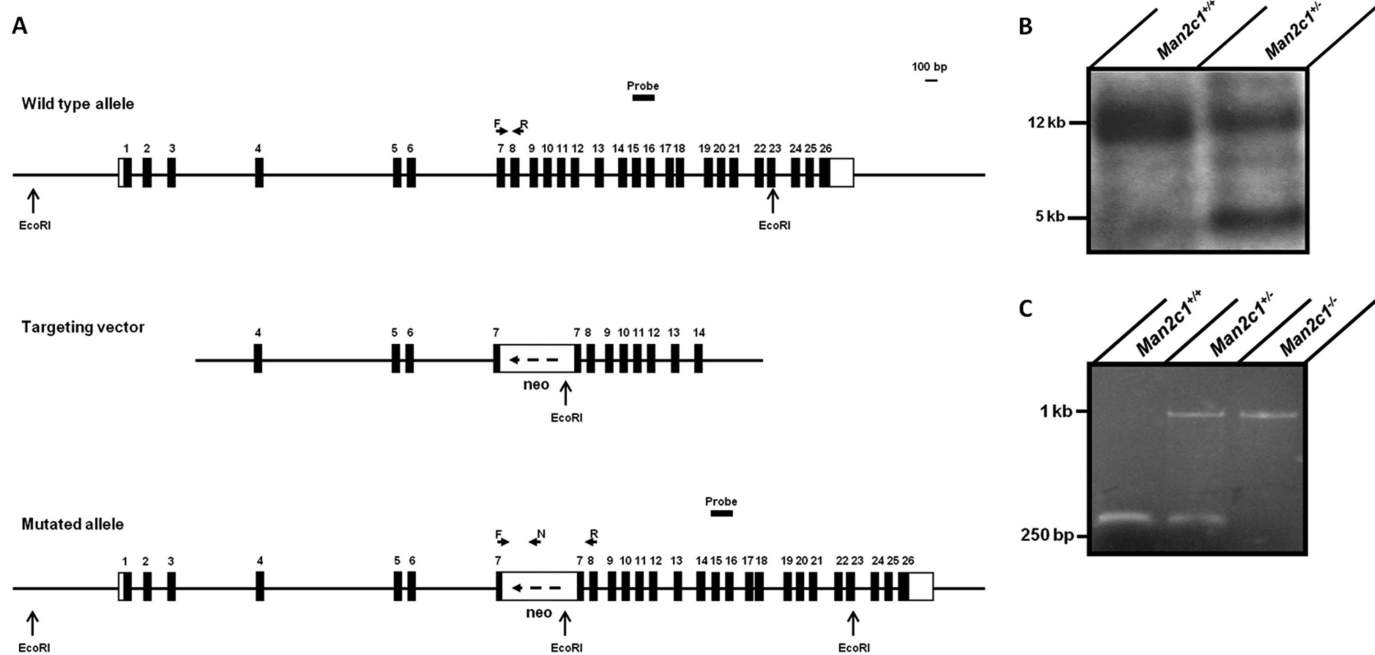 A
Wild type allele
Probe
100 bp
F R
1 2 3 4 5 6 7 8 9 10 11 12 13 14 15 16 17 18 19 20 21 22 23 24 25 26
EcoRI EcoRI
Targeting vector
4 5 6 7 7 8 9 10 11 12 13 14
neo
EcoRI
Mutated allele
Probe
F N R
1 2 3 4 5 6 7 7 8 9 10 11 12 13 14 15 16 17 18 19 20 21 22 23 24 25 26
neo
EcoRI EcoRI EcoRI
B
Man2c1+/+ Man2c1+/-
12 kb
5 kb
C
Man2c1+/+ Man2c1+/- Man2c1-/-
1 kb
250 bp